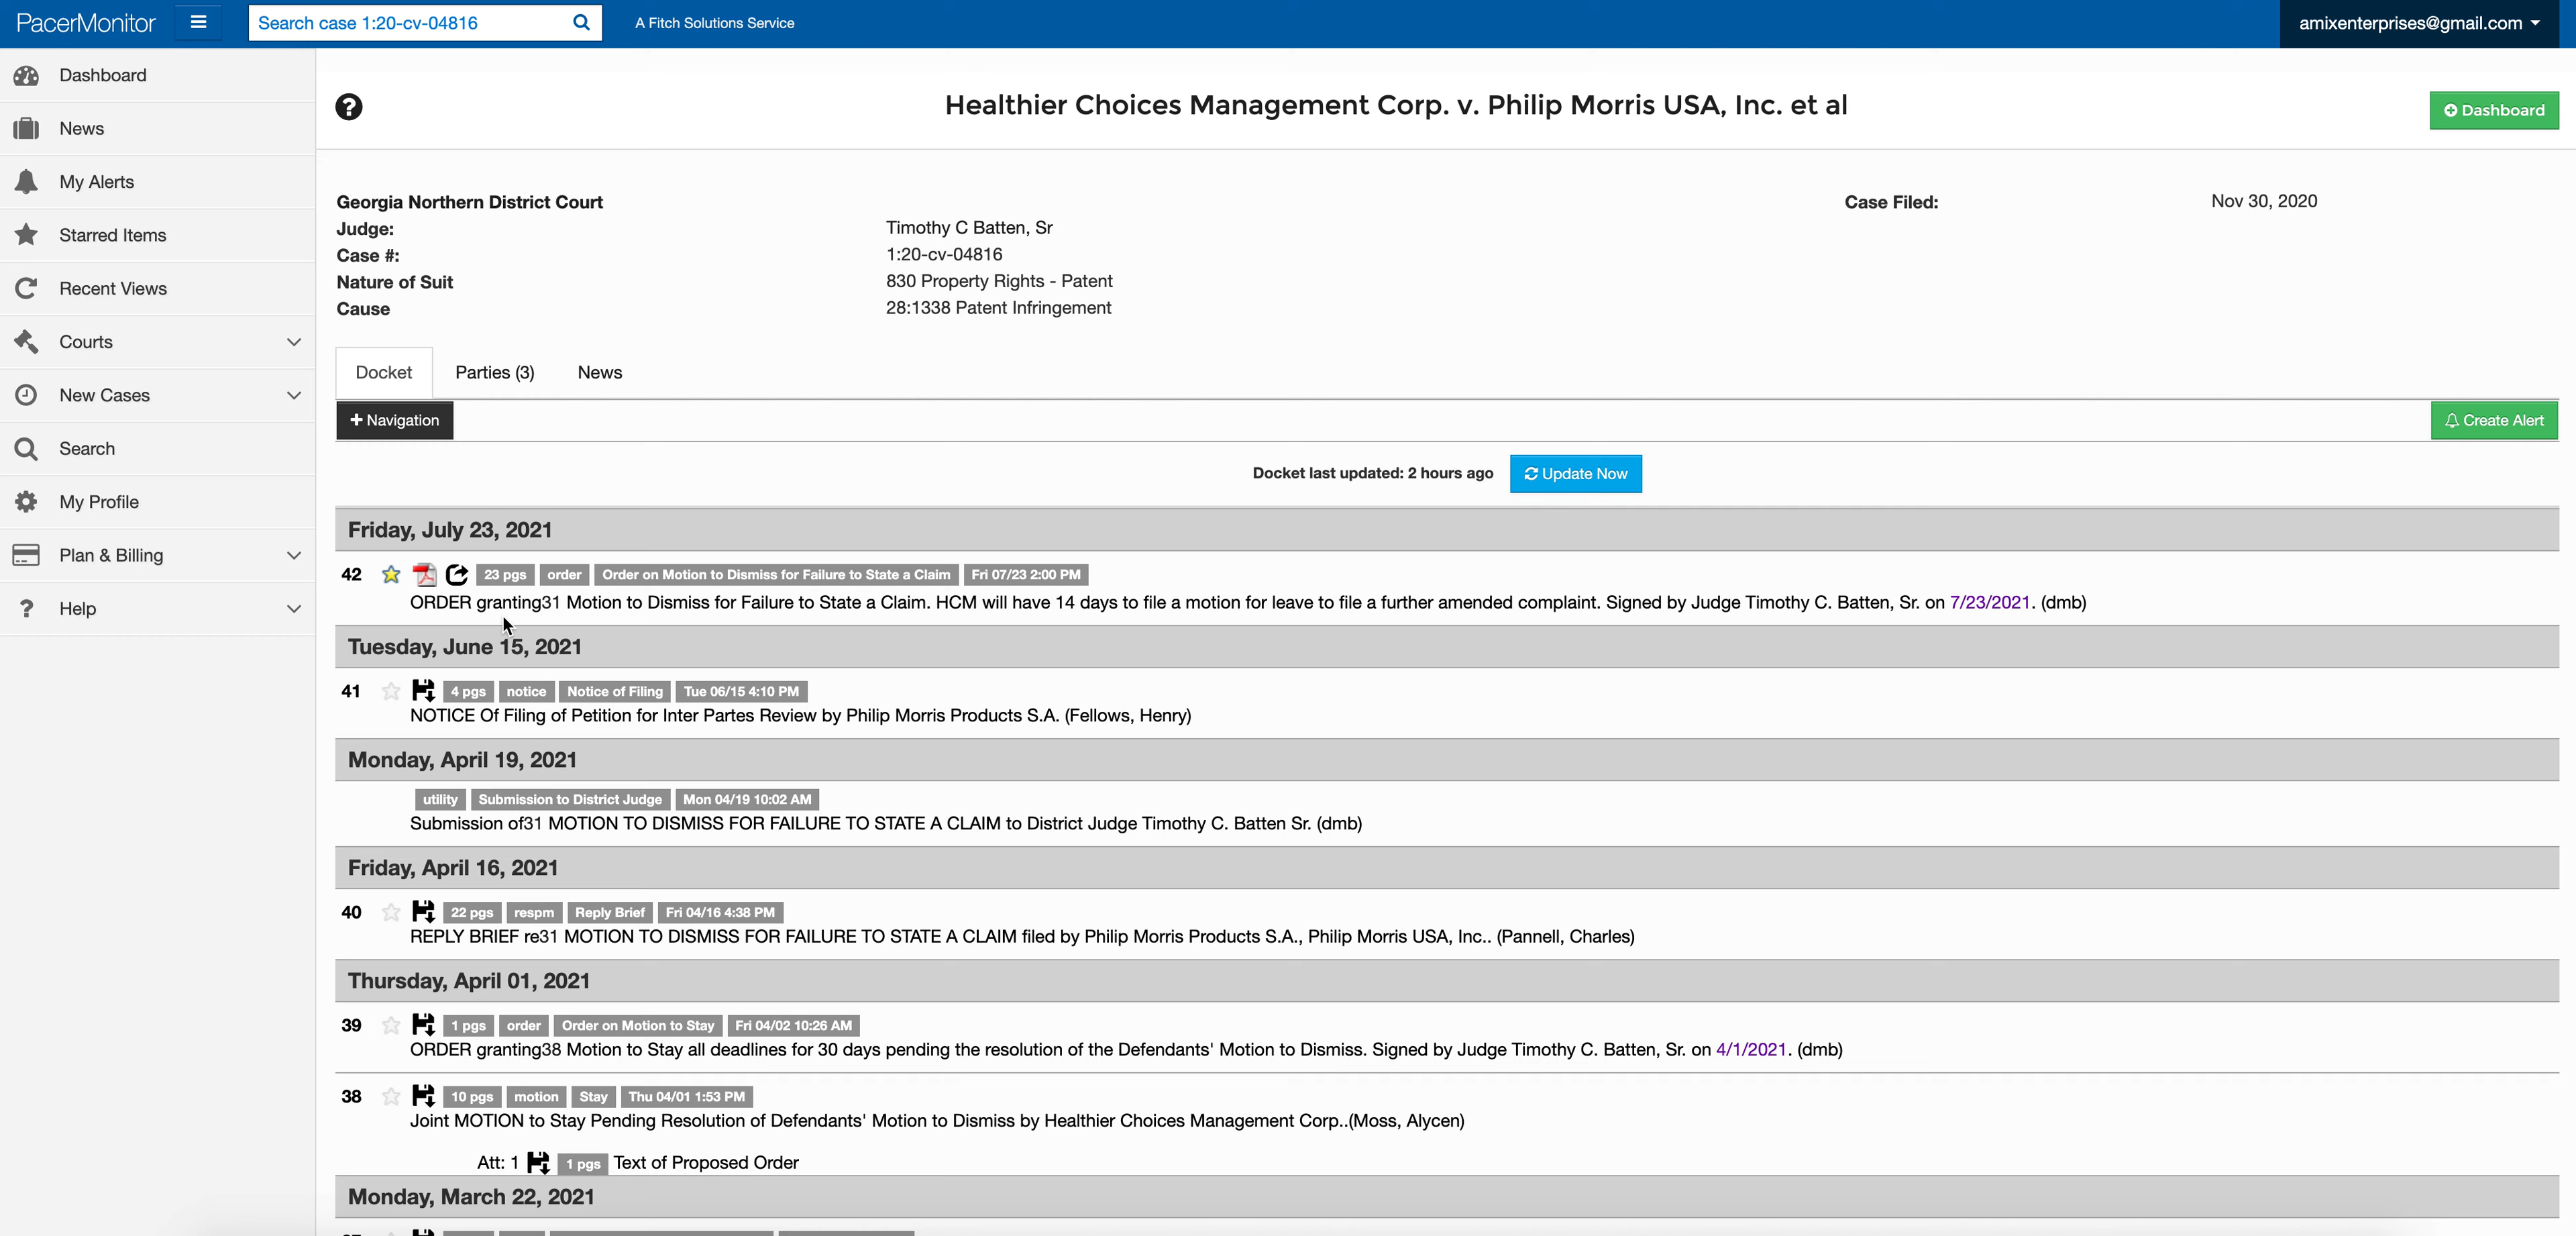 PacerMonitor
Search case 1:20-cv-04816
A Fitch Solutions Service
amixenterprises@gmail.com
Dashboard
News
My Alerts
Starred Items
Recent Views
Courts
New Cases
Search
My Profile
Plan & Billing
Help
Healthier Choices Management Corp. v. Philip Morris USA, Inc. et al
Dashboard
Georgia Northern District Court
Case Filed: Nov 30, 2020
Judge: Timothy C Batten, Sr
Case #: 1:20-cv-04816
Nature of Suit 830 Property Rights - Patent
Cause 28:1338 Patent Infringement
Docket Parties (3) News
+ Navigation Create Alert
Docket last updated: 2 hours ago Update Now
Friday, July 23, 2021
42 23 pgs order Order on Motion to Dismiss for Failure to State a Claim Fri 07/23 2:00 PM
ORDER granting31 Motion to Dismiss for Failure to State a Claim. HCM will have 14 days to file a motion for leave to file a further amended complaint. Signed by Judge Timothy C. Batten, Sr. on 7/23/2021. (dmb)
Tuesday, June 15, 2021
41 4 pgs notice Notice of Filing Tue 06/15 4:10 PM
NOTICE Of Filing of Petition for Inter Partes Review by Philip Morris Products S.A. (Fellows, Henry)
Monday, April 19, 2021
utility Submission to District Judge Mon 04/19 10:02 AM
Submission of31 MOTION TO DISMISS FOR FAILURE TO STATE A CLAIM to District Judge Timothy C. Batten Sr. (dmb)
Friday, April 16, 2021
40 22 pgs respm Reply Brief Fri 04/16 4:38 PM
REPLY BRIEF re31 MOTION TO DISMISS FOR FAILURE TO STATE A CLAIM filed by Philip Morris Products S.A., Philip Morris USA, Inc.. (Pannell, Charles)
Thursday, April 01, 2021
39 1 pgs order Order on Motion to Stay Fri 04/02 10:26 AM
ORDER granting38 Motion to Stay all deadlines for 30 days pending the resolution of the Defendants' Motion to Dismiss. Signed by Judge Timothy C. Batten, Sr. on 4/1/2021. (dmb)
38 10 pgs motion Stay Thu 04/01 1:53 PM
Joint MOTION to Stay Pending Resolution of Defendants' Motion to Dismiss by Healthier Choices Management Corp..(Moss, Alycen)
Att: 1 1 pgs Text of Proposed Order
Monday, March 22, 2021